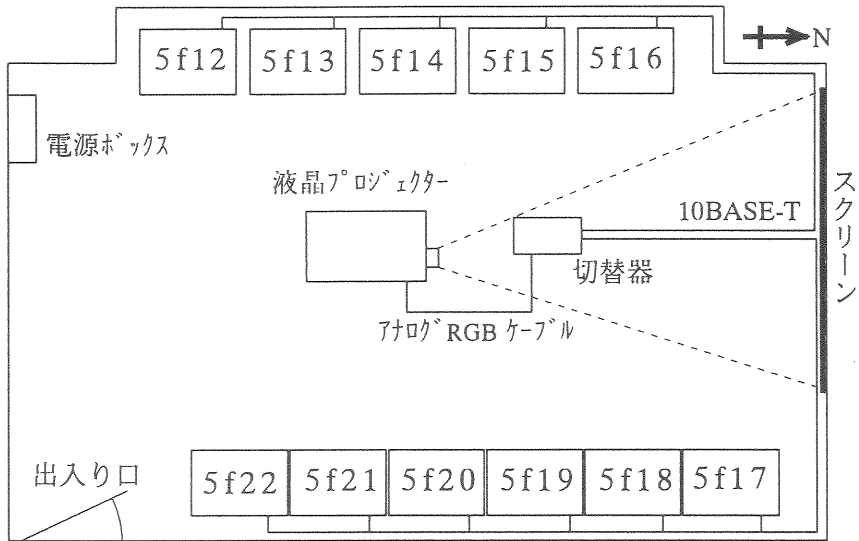 5f12 5f13 5f14 5f15 5f16
N
電源ボックス
液晶プロジェクター
スクリーン
10BASE-T
切替器
アナログRGBケーブル
出入り口
5f22 5f21 5f20 5f19 5f18 5f17